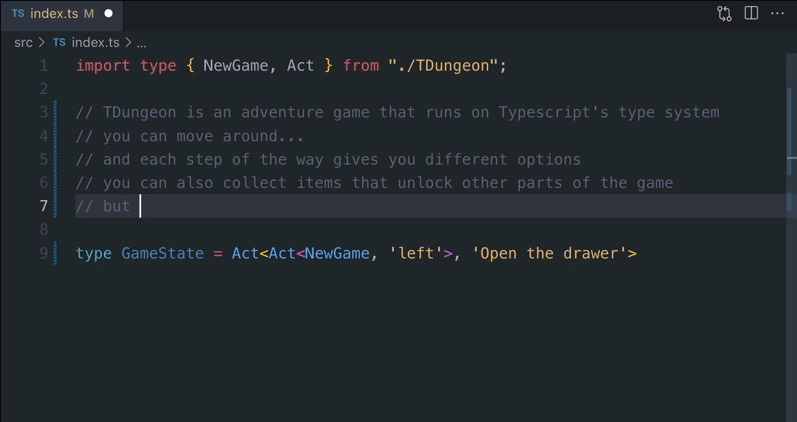 TS index.ts M
src > TS index.ts > ...
1 import type { NewGame, Act } from "./TDungeon";
2
3 // TDungeon is an adventure game that runs on Typescript's type system
4 // you can move around...
5 // and each step of the way gives you different options
6 // you can also collect items that unlock other parts of the game
7 // but
8
9 type GameState = Act<Act<NewGame, 'left'>, 'Open the drawer'>